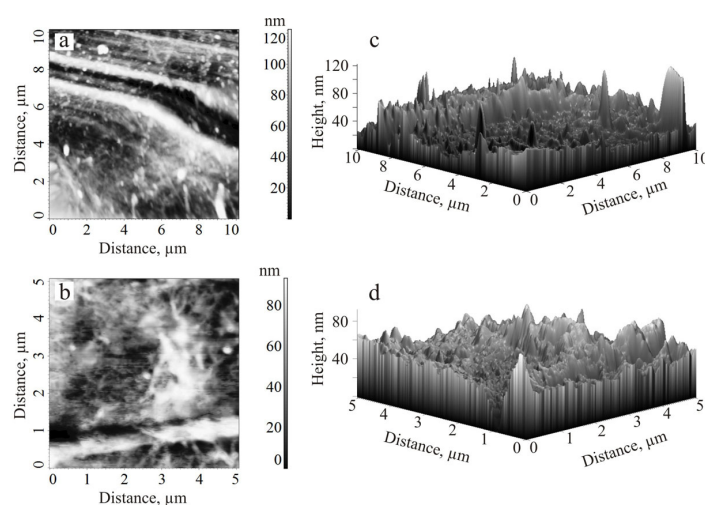 a
nm
120
100
80
60
40
20
Distance, µm
10
8
6
4
2
0
0 2 4 6 8 10
Distance, µm
c
Height, nm
120
80
40
10 8 6 4 2 0
Distance, µm
0 2 4 6 8 10
Distance, µm
b
nm
80
60
40
20
0
Distance, µm
5
4
3
2
1
0
0 1 2 3 4 5
Distance, µm
d
Height, nm
80
40
5 4 3 2 1 0
Distance, µm
0 1 2 3 4 5
Distance, µm